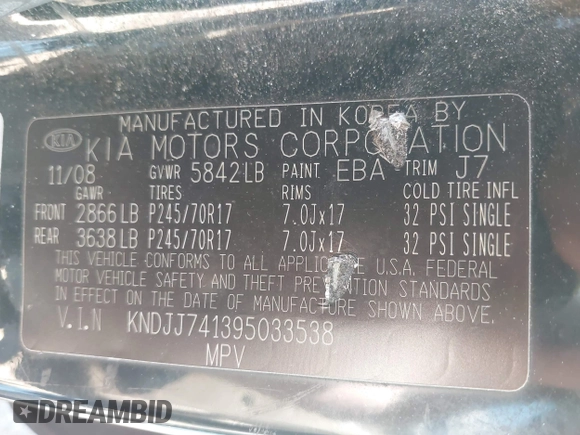 MANUFACTURED IN KOREA BY
KIA KIA MOTORS CORPORATION
11/08 GVWR 5842LB PAINT EBA TRIM J7
GAWR TIRES RIMS COLD TIRE INFL
FRONT 2866LB P245/70R17 7.0Jx17 32 PSI SINGLE
REAR 3638LB P245/70R17 7.0Jx17 32 PSI SINGLE
THIS VEHICLE CONFORMS TO ALL APPLICABLE U.S.A. FEDERAL
MOTOR VEHICLE SAFETY AND THEFT PREVENTION STANDARDS
IN EFFECT ON THE DATE OF MANUFACTURE SHOWN ABOVE.
V.I.N KNDJJ741395033538
MPV
DREAMBID